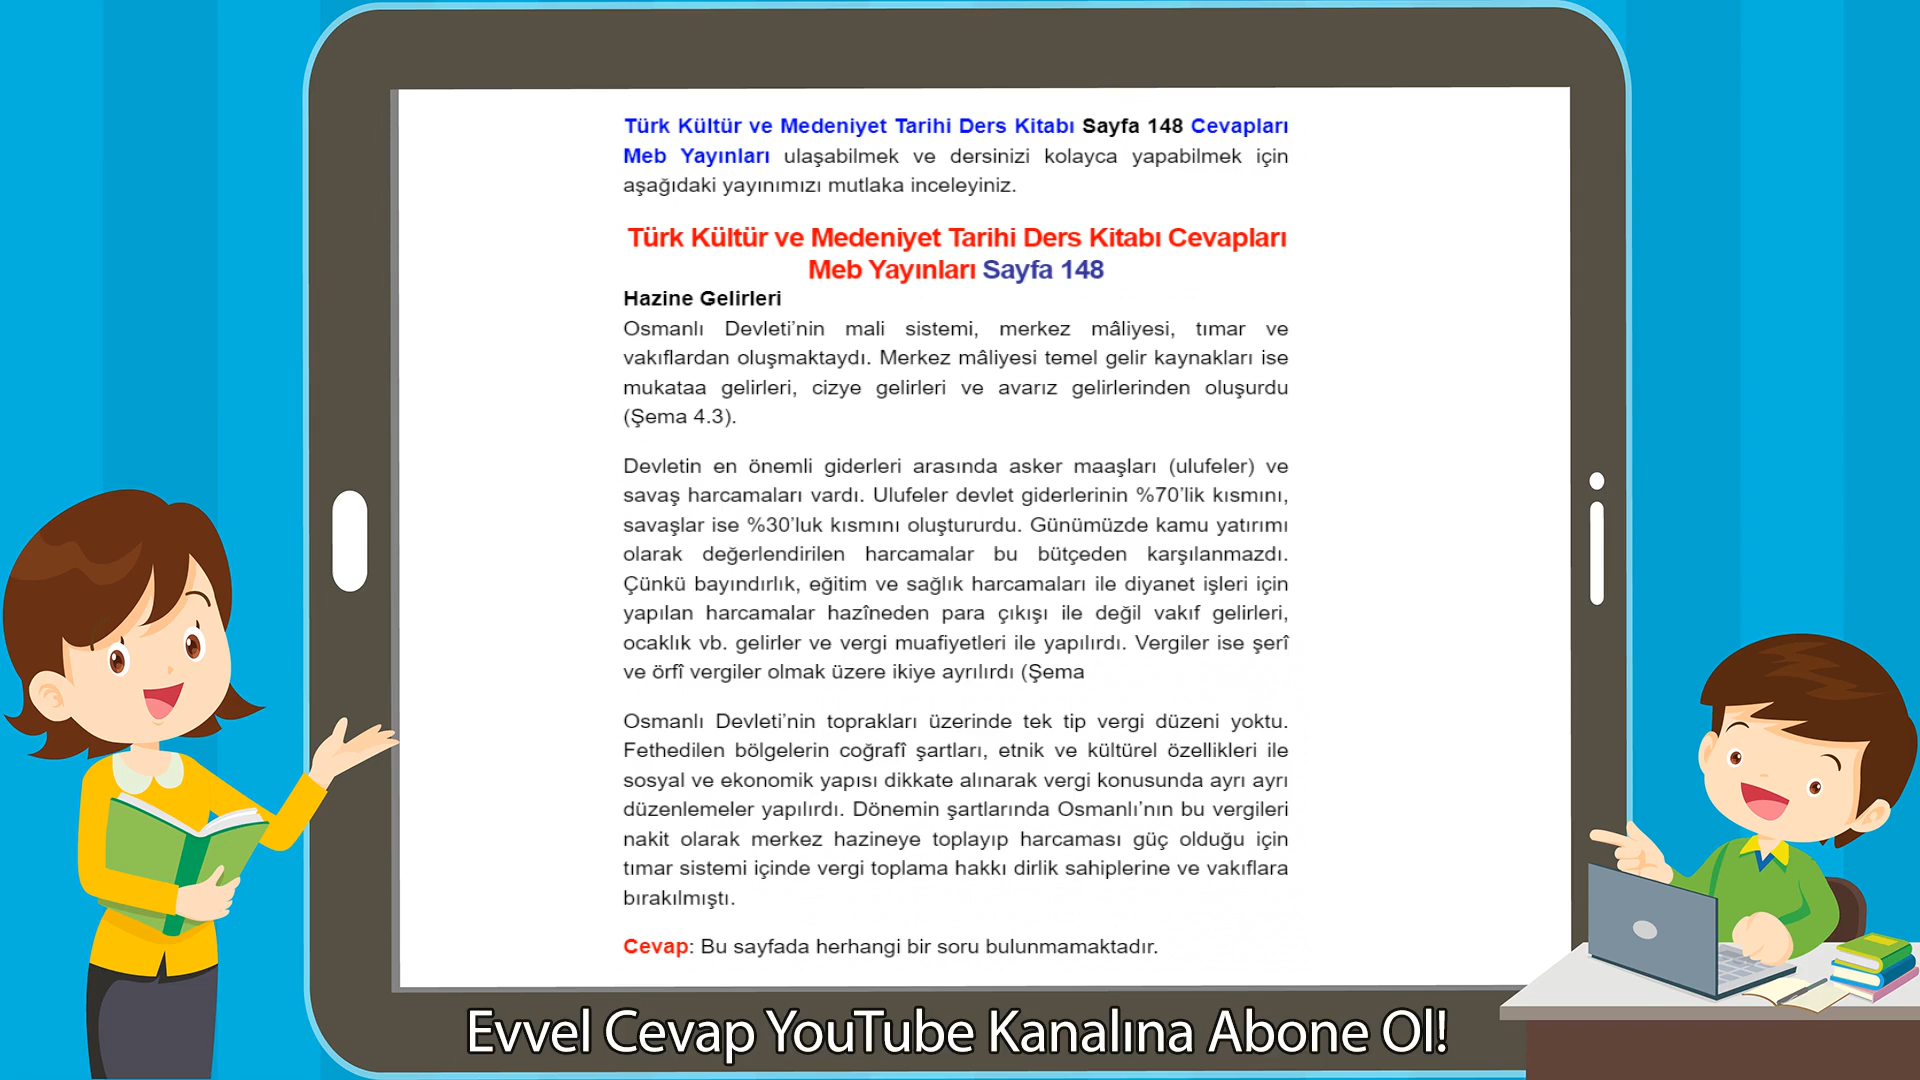 Türk Kültür ve Medeniyet Tarihi Ders Kitabı Sayfa 148 Cevapları
Meb Yayınları ulaşabilmek ve dersinizi kolayca yapabilmek için
aşağıdaki yayınımızı mutlaka inceleyiniz.
Türk Kültür ve Medeniyet Tarihi Ders Kitabı Cevapları
Meb Yayınları Sayfa 148
Hazine Gelirleri
Osmanlı Devleti’nin mali sistemi, merkez mâliyesi, tımar ve
vakıflardan oluşmaktaydı. Merkez mâliyesi temel gelir kaynakları ise
mukataa gelirleri, cizye gelirleri ve avarız gelirlerinden oluşurdu
(Şema 4.3).
Devletin en önemli giderleri arasında asker maaşları (ulufeler) ve
savaş harcamaları vardı. Ulufeler devlet giderlerinin %70’lik kısmını,
savaşlar ise %30’luk kısmını oluştururdu. Günümüzde kamu yatırımı
olarak değerlendirilen harcamalar bu bütçeden karşılanmazdı.
Çünkü bayındırlık, eğitim ve sağlık harcamaları ile diyanet işleri için
yapılan harcamalar hazîneden para çıkışı ile değil vakıf gelirleri,
ocaklık vb. gelirler ve vergi muafiyetleri ile yapılırdı. Vergiler ise şerî
ve örfî vergiler olmak üzere ikiye ayrılırdı (Şema
Osmanlı Devleti’nin toprakları üzerinde tek tip vergi düzeni yoktu.
Fethedilen bölgelerin coğrafî şartları, etnik ve kültürel özellikleri ile
sosyal ve ekonomik yapısı dikkate alınarak vergi konusunda ayrı ayrı
düzenlemeler yapılırdı. Dönemin şartlarında Osmanlı’nın bu vergileri
nakit olarak merkez hazineye toplayıp harcaması güç olduğu için
tımar sistemi içinde vergi toplama hakkı dirlik sahiplerine ve vakıflara
bırakılmıştı.
Cevap: Bu sayfada herhangi bir soru bulunmamaktadır.
Evvel Cevap YouTube Kanalına Abone Ol!